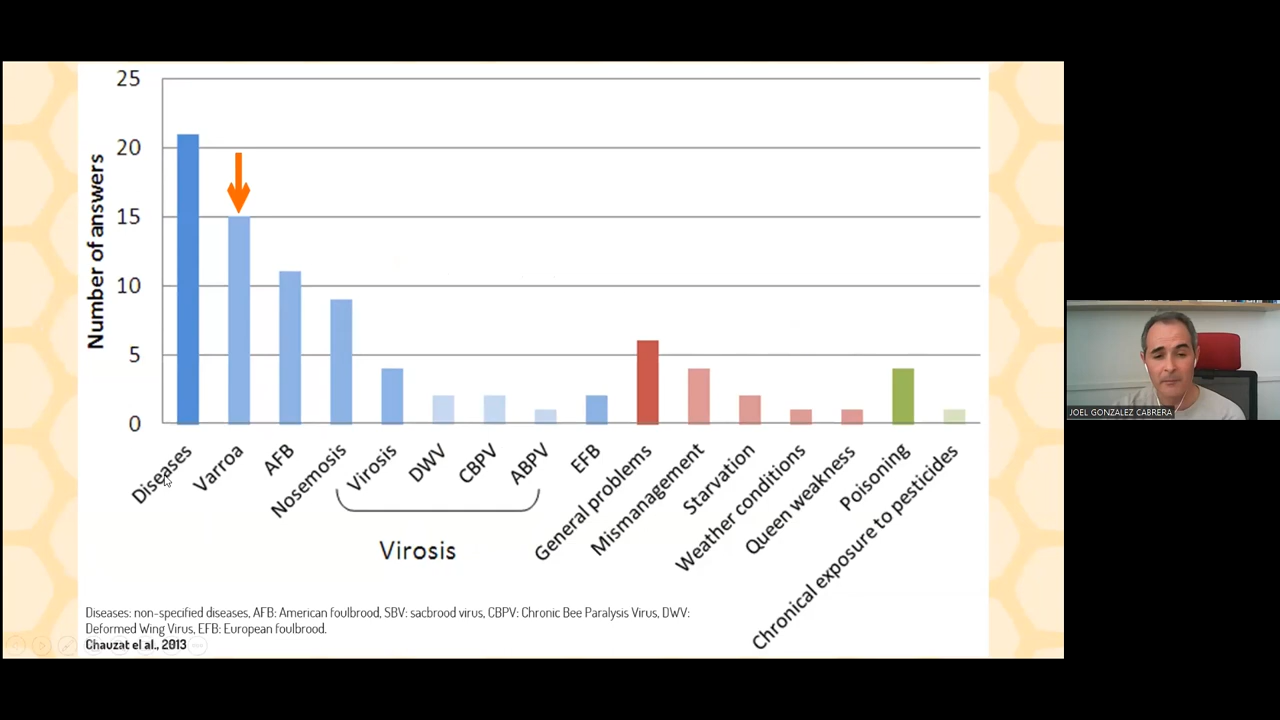 25
20
15
10
5
0
Number of answers
Diseases
Varroa
AFB
Nosemosis
Virosis
DWV
CBPV
ABPV
EFB
General problems
Mismanagement
Starvation
Weather conditions
Queen weakness
Poisoning
Chronical exposure to pesticides
Virosis
Diseases: non-specified diseases, AFB: American foulbrood, SBV: sacbrood virus, CBPV: Chronic Bee Paralysis Virus, DWV:
Deformed Wing Virus, EFB: European foulbrood.
Chauzat el al., 2013
JOEL GONZALEZ CABRERA